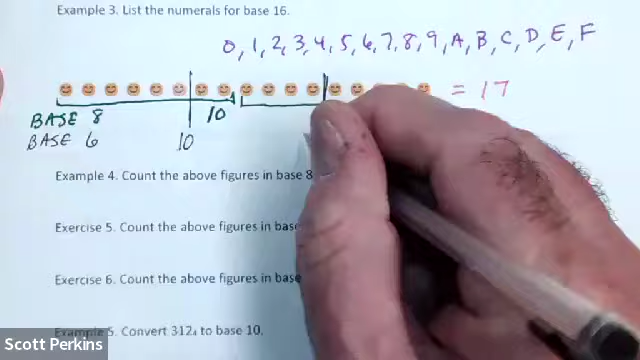 Example 3. List the numerals for base 16.
0, 1, 2, 3, 4, 5, 6, 7, 8, 9, A, B, C, D, E, F
= 17
BASE 8 10
BASE 6 10
Example 4. Count the above figures in base 8
Exercise 5. Count the above figures in
Exercise 6. Count the above figures in base
Example 5. Convert 312₄ to base 10.
Scott Perkins